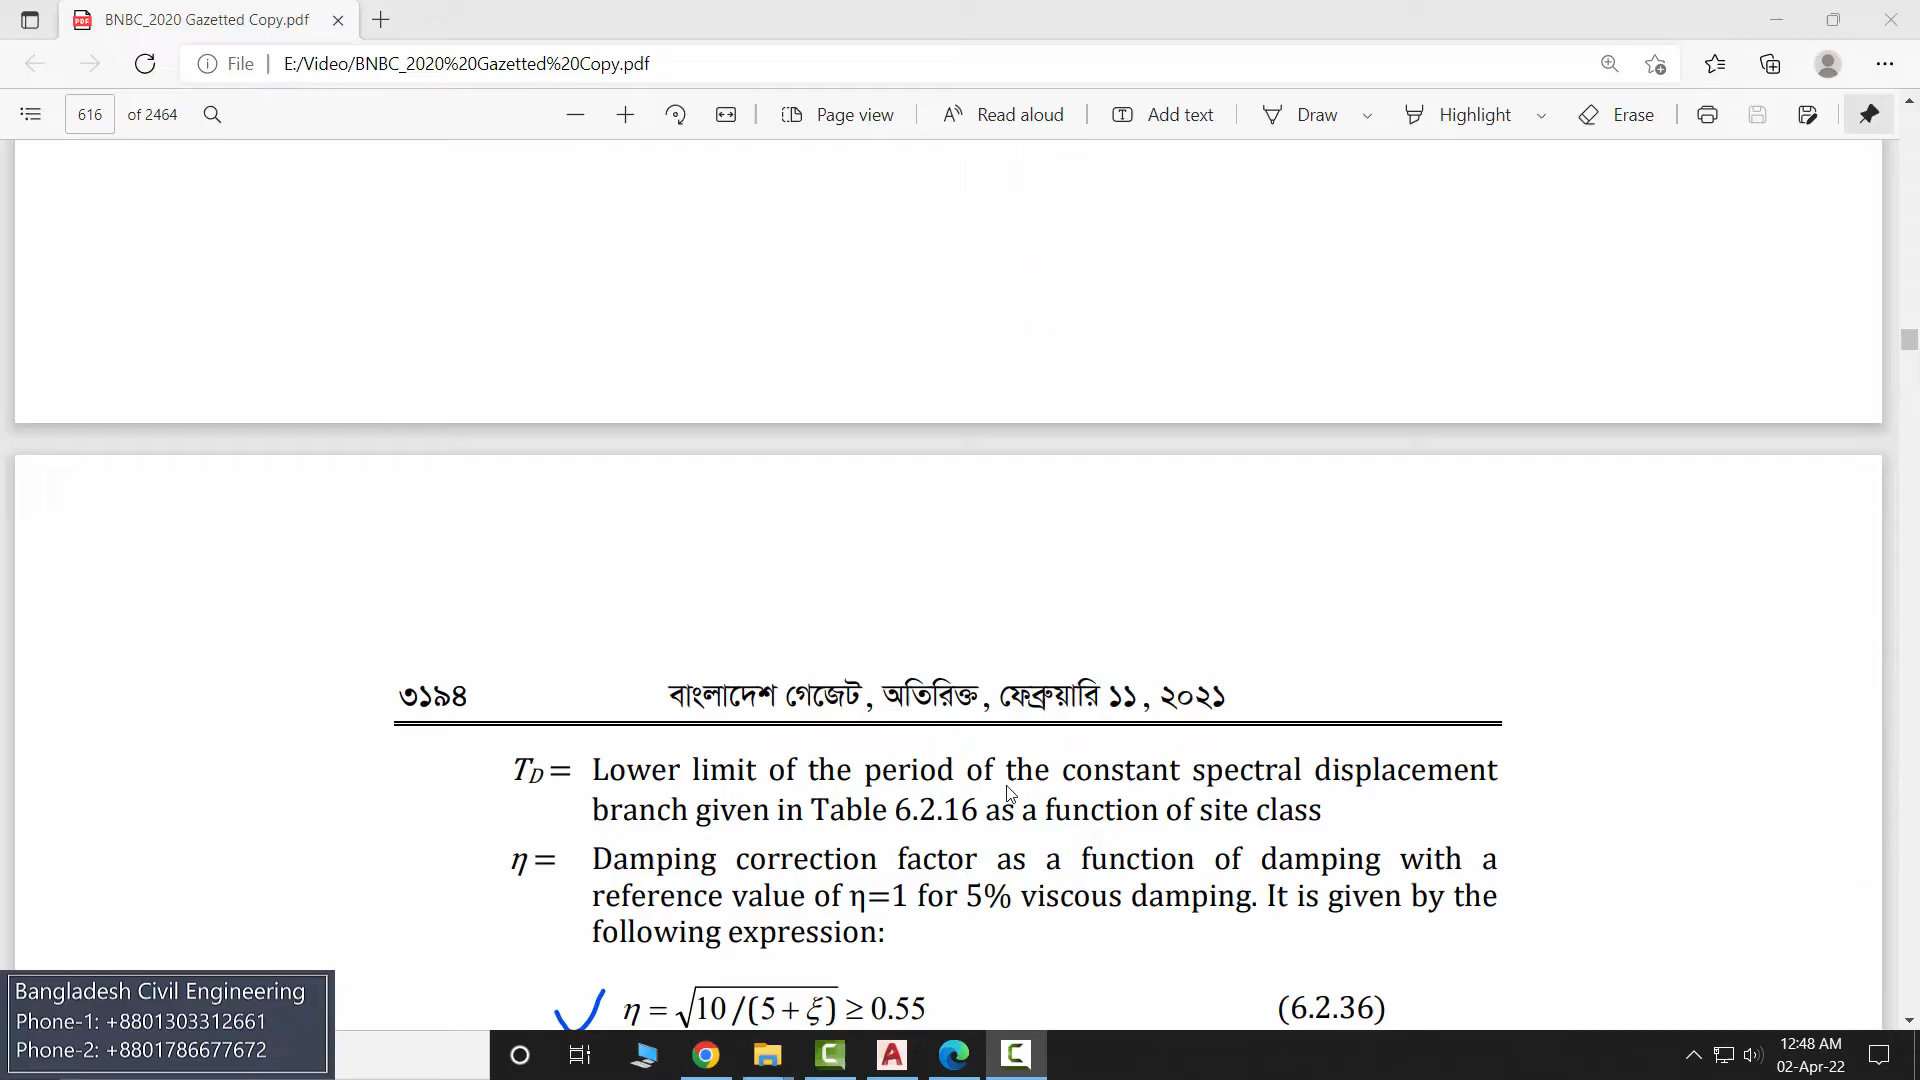 BNBC_2020 Gazetted Copy.pdf
File
E:/Video/BNBC_2020%20Gazetted%20Copy.pdf
616 of 2464
Page view
Read aloud
Add text
Draw
Highlight
Erase
৩১৯৪ বাংলাদেশ গেজেট, অতিরিক্ত, ফেব্রুয়ারি ১১, ২০২১
T_D = Lower limit of the period of the constant spectral displacement
branch given in Table 6.2.16 as a function of site class
η = Damping correction factor as a function of damping with a
reference value of η=1 for 5% viscous damping. It is given by the
following expression:
η = √10/(5 + ξ) ≥ 0.55 (6.2.36)
Bangladesh Civil Engineering
Phone-1: +8801303312661
Phone-2: +8801786677672
12:48 AM
02-Apr-22